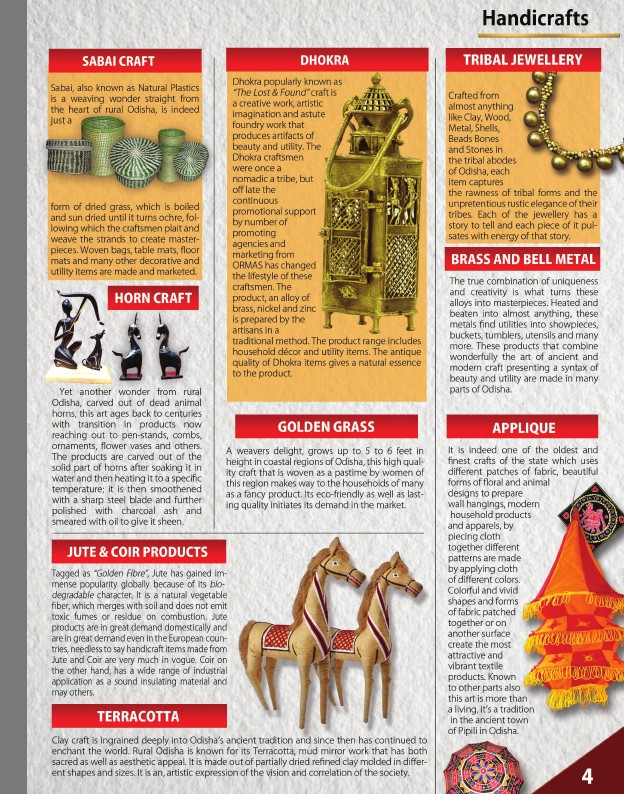 Handicrafts
SABAI CRAFT
Sabai, also known as Natural Plastics
is a weaving wonder straight from
the heart of rural Odisha, is indeed
just a
form of dried grass, which is boiled
and sun dried until it turns ochre, fol-
lowing which the craftsmen plait and
weave the strands to create master-
pieces. Woven bags, table mats, floor
mats and many other decorative and
utility items are made and marketed.
HORN CRAFT
Yet another wonder from rural
Odisha, carved out of dead animal
horns, this art ages back to centuries
with transition in products now
reaching out to pen-stands, combs,
ornaments, flower vases and others.
The products are carved out of the
solid part of horns after soaking it in
water and then heating it to a specific
temperature; it is then smoothened
with a sharp steel blade and further
polished with charcoal ash and
smeared with oil to give it sheen.
DHOKRA
Dhokra popularly known as
"The Lost & Found" craft is
a creative work, artistic
imagination and astute
foundry work that
produces artifacts of
beauty and utility. The
Dhokra craftsmen
were once a
nomadic a tribe, but
off late the
continuous
promotional support
by number of
promoting
agencies and
marketing from
ORMAS has changed
the lifestyle of these
craftsmen. The
product, an alloy of
brass, nickel and zinc
is prepared by the
artisans in a
traditional method. The product range includes
household décor and utility items. The antique
quality of Dhokra items gives a natural essence
to the product.
GOLDEN GRASS
A weavers delight, grows up to 5 to 6 feet in
height in coastal regions of Odisha, this high qual-
ity craft that is woven as a pastime by women of
this region makes way to the households of many
as a fancy product. Its eco-friendly as well as last-
ing quality initiates its demand in the market.
JUTE & COIR PRODUCTS
Tagged as "Golden Fibre", Jute has gained im-
mense popularity globally because of its bio-
degradable character. It is a natural vegetable
fiber, which merges with soil and does not emit
toxic fumes or residue on combustion. Jute
products are in great demand domestically and
are in great demand even in the European coun-
tries, needless to say handicraft items made from
Jute and Coir are very much in vogue. Coir on
the other hand, has a wide range of industrial
application as a sound insulating material and
may others.
TERRACOTTA
Clay craft is ingrained deeply into Odisha's ancient tradition and since then has continued to
enchant the world. Rural Odisha is known for its Terracotta, mud mirror work that has both
sacred as well as aesthetic appeal. It is made out of partially dried refined clay molded in differ-
ent shapes and sizes. It is an, artistic expression of the vision and correlation of the society.
TRIBAL JEWELLERY
Crafted from
almost anything
like Clay, Wood,
Metal, Shells,
Beads Bones
and Stones in
the tribal abodes
of Odisha, each
item captures
the rawness of tribal forms and the
unpretentious rustic elegance of their
tribes. Each of the jewellery has a
story to tell and each piece of it pul-
sates with energy of that story.
BRASS AND BELL METAL
The true combination of uniqueness
and creativity is what turns these
alloys into masterpieces. Heated and
beaten into almost anything, these
metals find utilities into showpieces,
buckets, tumblers, utensils and many
more. These products that combine
wonderfully the art of ancient and
modern craft presenting a syntax of
beauty and utility are made in many
parts of Odisha.
APPLIQUE
It is indeed one of the oldest and
finest crafts of the state which uses
different patches of fabric, beautiful
forms of floral and animal
designs to prepare
wall hangings, modern
household products
and apparels, by
piecing cloth
together different
patterns are made
by applying cloth
of different colors.
Colorful and vivid
shapes and forms
of fabric patched
together or on
another surface
create the most
attractive and
vibrant textile
products. Known
to other parts also
this art is more than
a living, it's a tradition
in the ancient town
of Pipili in Odisha.
4